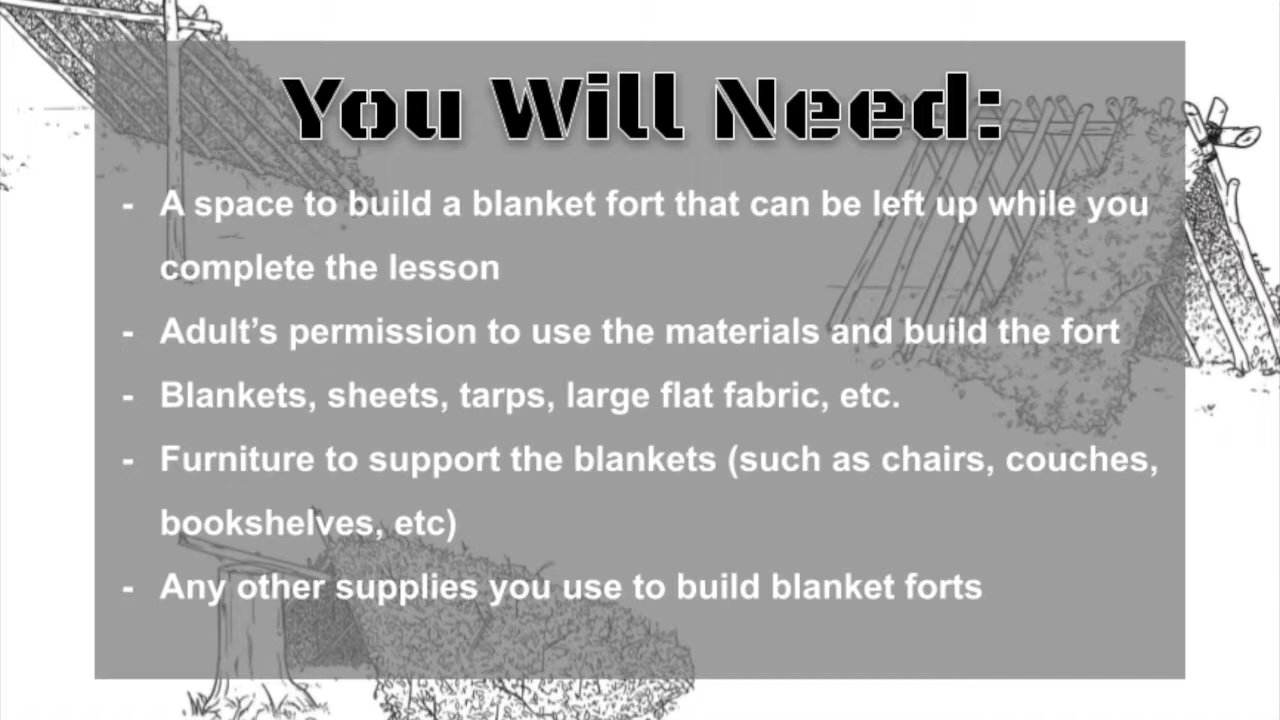 You Will Need:
- A space to build a blanket fort that can be left up while you
complete the lesson
- Adult’s permission to use the materials and build the fort
- Blankets, sheets, tarps, large flat fabric, etc.
- Furniture to support the blankets (such as chairs, couches,
bookshelves, etc)
- Any other supplies you use to build blanket forts